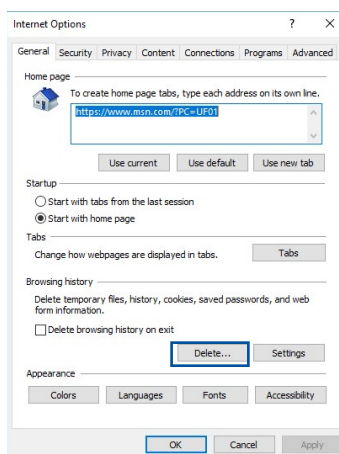 Internet Options ? X
General Security Privacy Content Connections Programs Advanced
Home page
To create home page tabs, type each address on its own line.
https://www.msn.com/?PC=UF01
Use current Use default Use new tab
Startup
Start with tabs from the last session
Start with home page
Tabs
Change how webpages are displayed in tabs. Tabs
Browsing history
Delete temporary files, history, cookies, saved passwords, and web
form information.
Delete browsing history on exit
Delete... Settings
Appearance
Colors Languages Fonts Accessibility
OK Cancel Apply